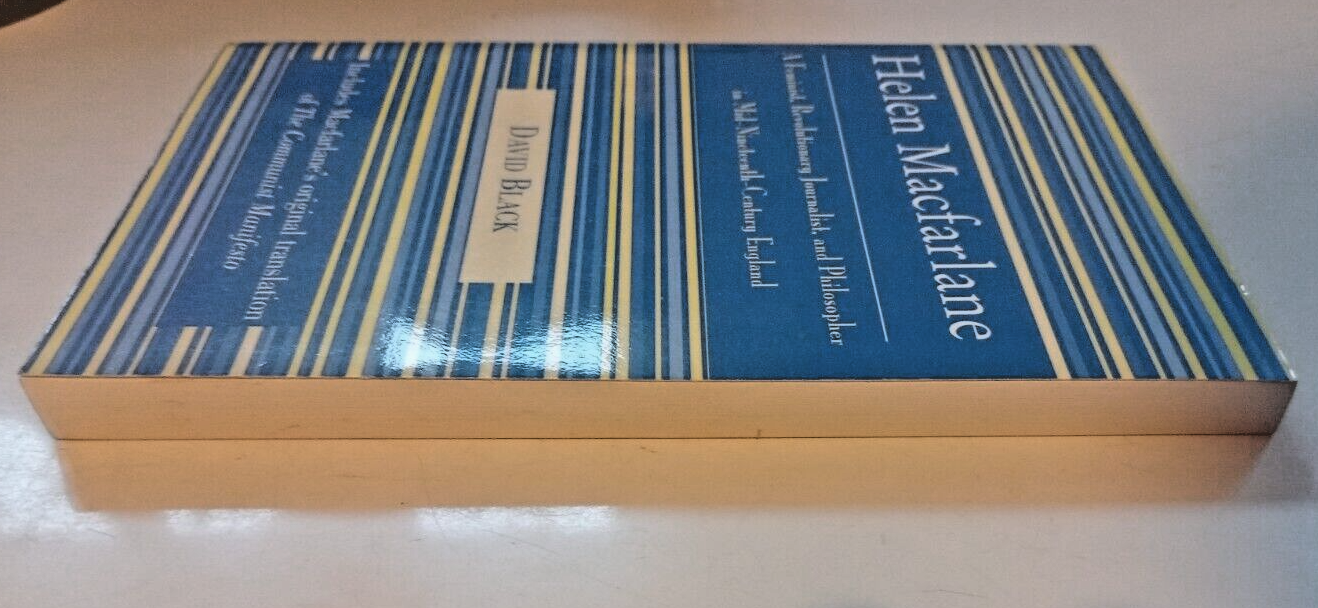 Helen Macfarlane
A Feminist, Revolutionary Journalist, and Philosopher
in Mid-Nineteenth-Century England
DAVID BLACK
Includes Macfarlane's original translation
of The Communist Manifesto